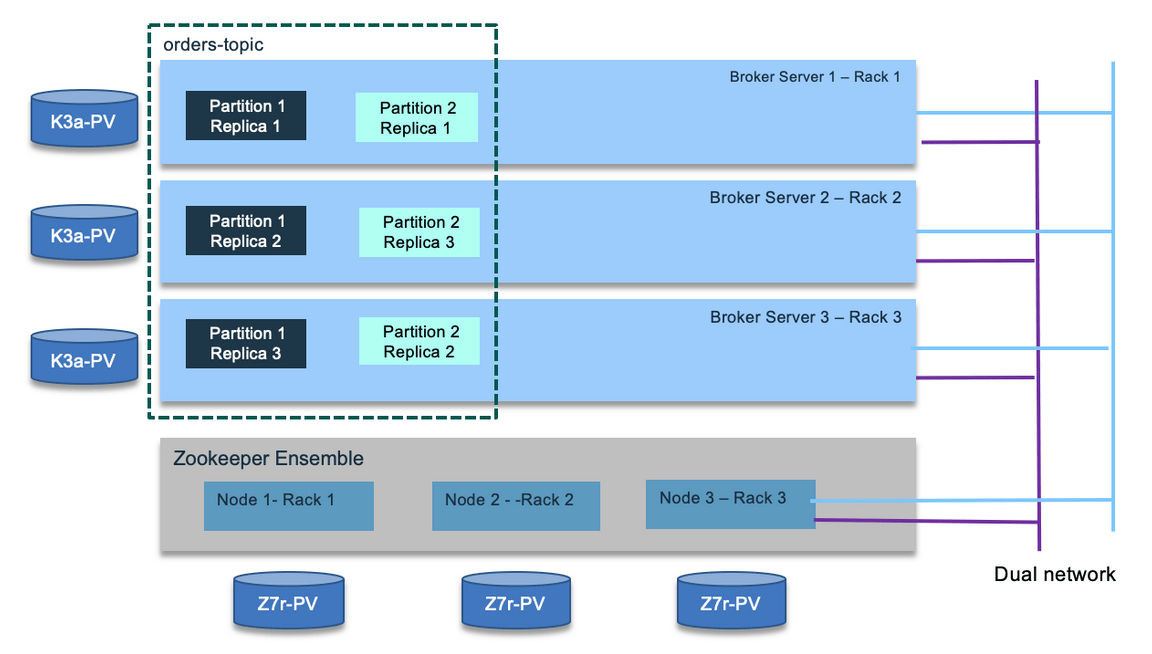 orders-topic
Broker Server 1 – Rack 1
K3a-PV
Partition 1
Replica 1
Partition 2
Replica 1
Broker Server 2 – Rack 2
K3a-PV
Partition 1
Replica 2
Partition 2
Replica 3
Broker Server 3 – Rack 3
K3a-PV
Partition 1
Replica 3
Partition 2
Replica 2
Zookeeper Ensemble
Node 1- Rack 1
Node 2 - -Rack 2
Node 3 – Rack 3
Dual network
Z7r-PV
Z7r-PV
Z7r-PV